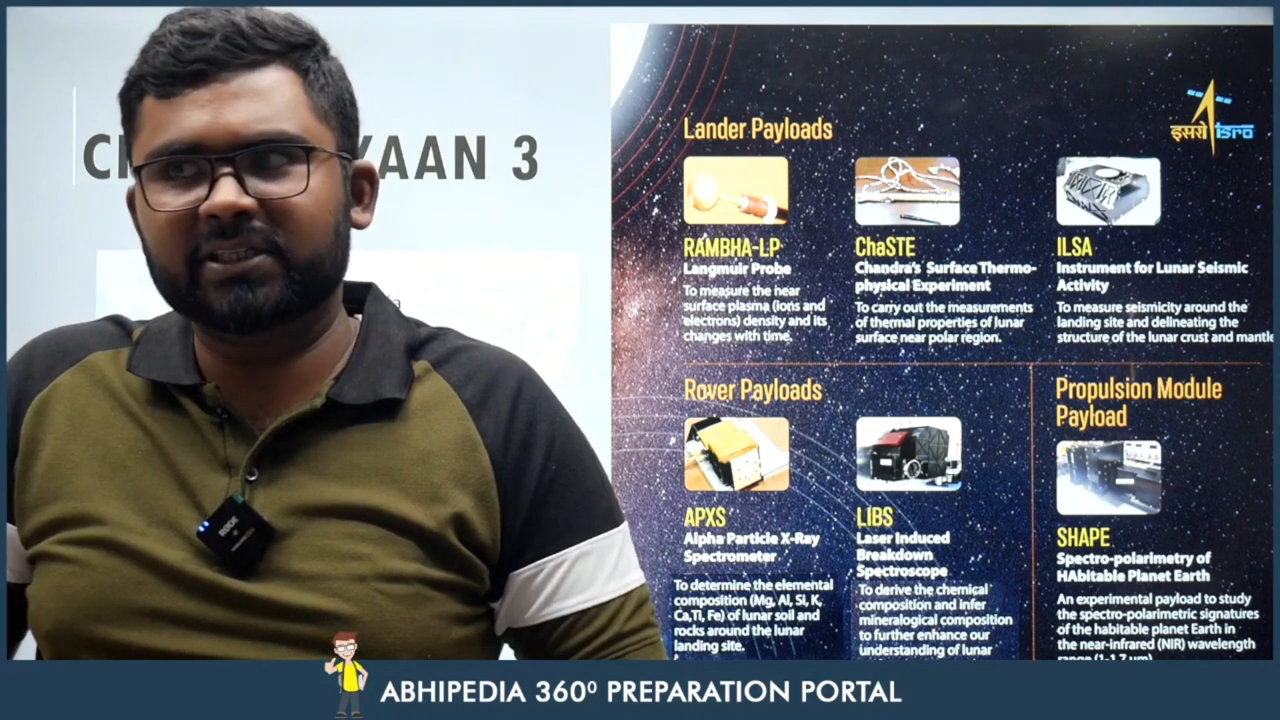 CH YAAN 3
इसरो isro
Lander Payloads
RAMBHA-LP
Langmuir Probe
To measure the near
surface plasma (ions and
electrons) density and its
changes with time.
ChaSTE
Chandra's Surface Thermo-
physical Experiment
To carry out the measurements
of thermal properties of lunar
surface near polar region.
ILSA
Instrument for Lunar Seismic
Activity
To measure seismicity around the
landing site and delineating the
structure of the lunar crust and mantle
Rover Payloads
APXS
Alpha Particle X-Ray
Spectrometer
To determine the elemental
composition (Mg, Al, Si, K,
Ca,Ti, Fe) of lunar soil and
rocks around the lunar
landing site.
LIBS
Laser Induced
Breakdown
Spectroscope
To derive the chemical
composition and infer
mineralogical composition
to further enhance our
understanding of lunar
Propulsion Module
Payload
SHAPE
Spectro-polarimetry of
HAbitable Planet Earth
An experimental payload to study
the spectro-polarimetric signatures
of the habitable planet Earth in
the near-infrared (NIR) wavelength
range (1-1.7 μm)
ABHIPEDIA 360⁰ PREPARATION PORTAL